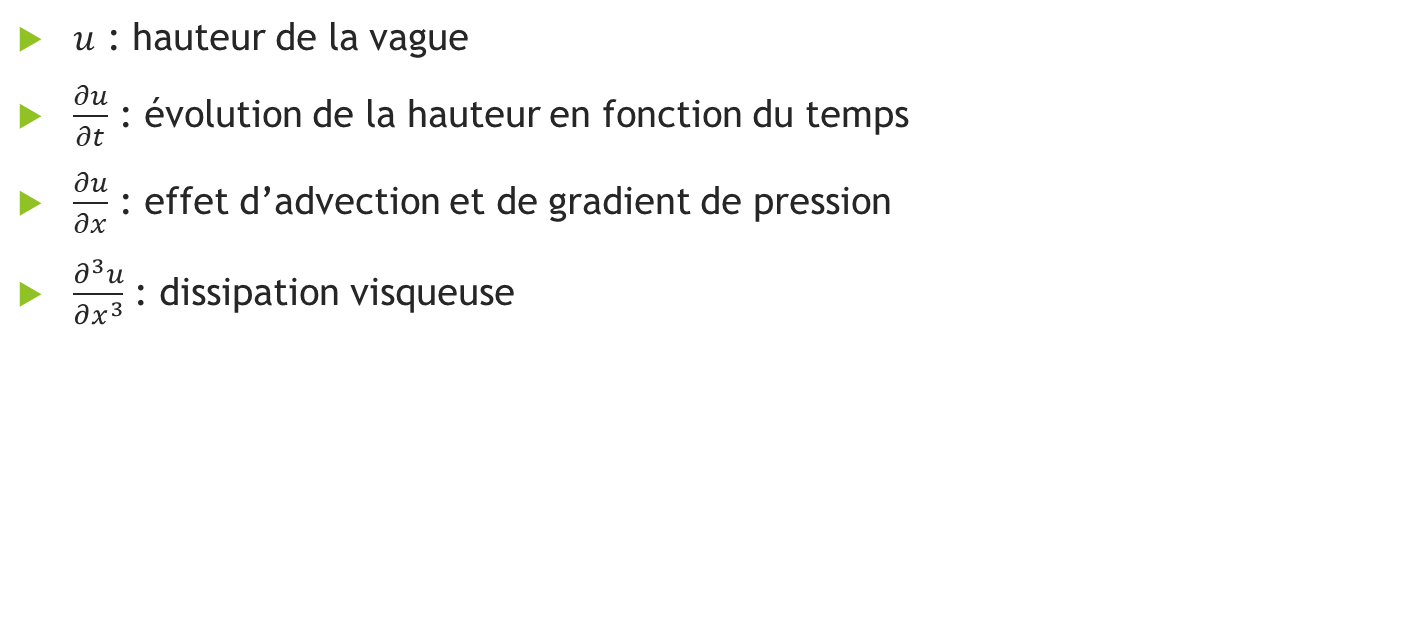 ▶ 𝑢 : hauteur de la vague
▶ ∂𝑢/∂𝑡 : évolution de la hauteur en fonction du temps
▶ ∂𝑢/∂𝑥 : effet d’advection et de gradient de pression
▶ ∂³𝑢/∂𝑥³ : dissipation visqueuse